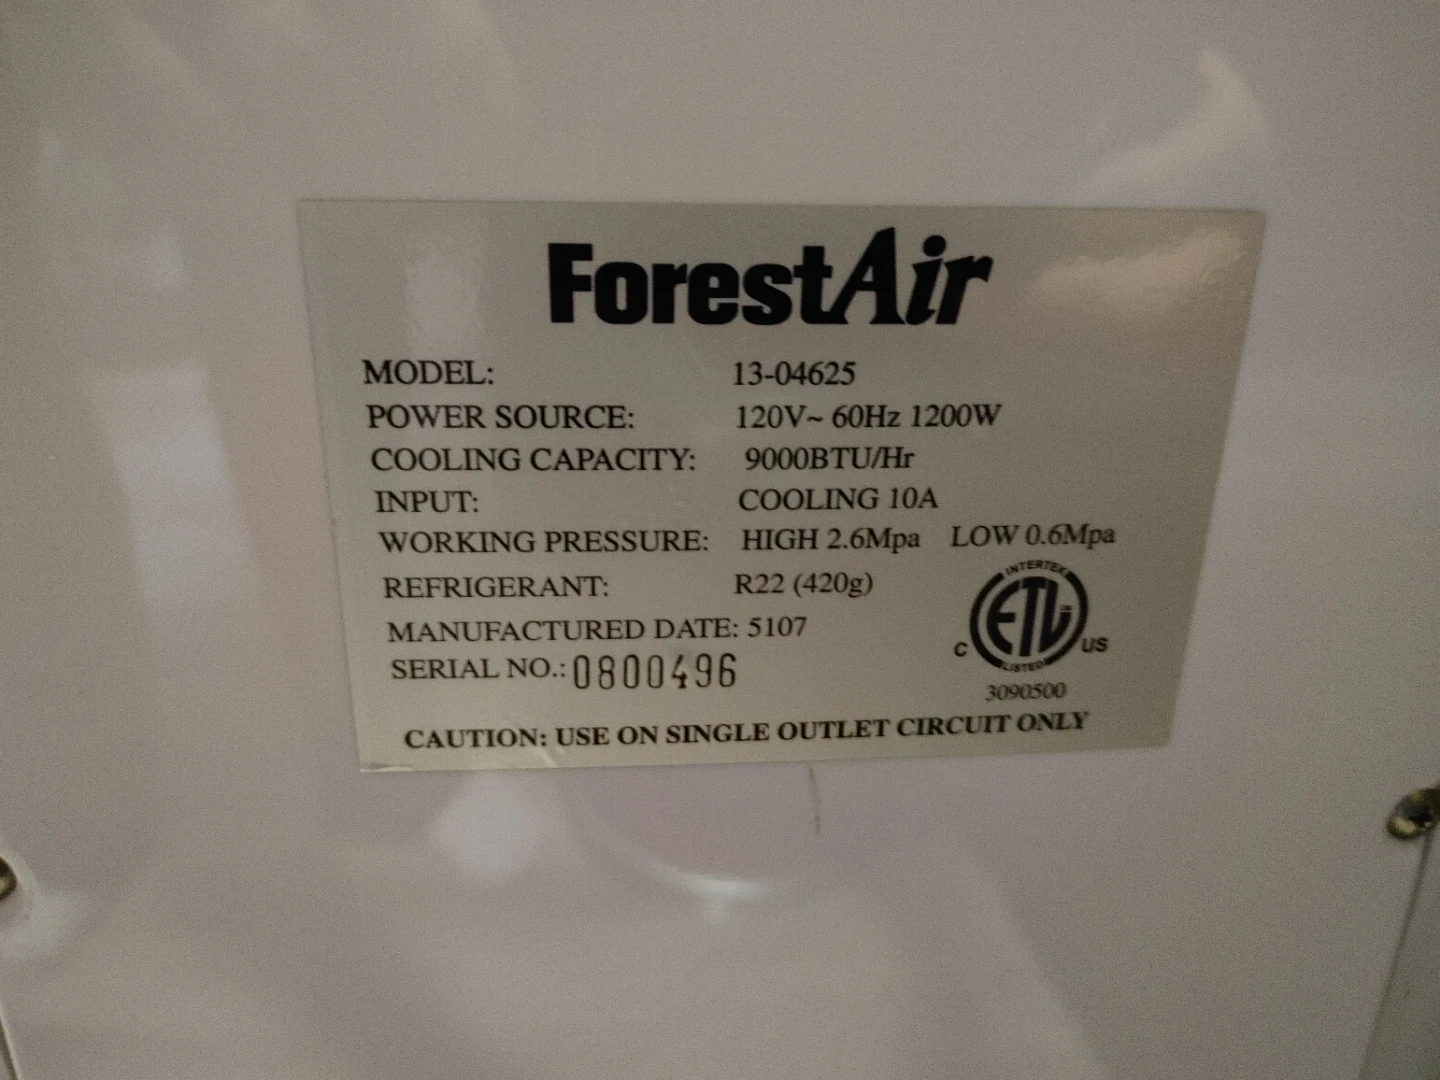 ForestAir
MODEL: 13-04625
POWER SOURCE: 120V~ 60Hz 1200W
COOLING CAPACITY: 9000BTU/Hr
INPUT: COOLING 10A
WORKING PRESSURE: HIGH 2.6Mpa LOW 0.6Mpa
REFRIGERANT: R22 (420g)
MANUFACTURED DATE: 5107
SERIAL NO.: 0800496
INTERTEK
ETL
C US
LISTED
3090500
CAUTION: USE ON SINGLE OUTLET CIRCUIT ONLY